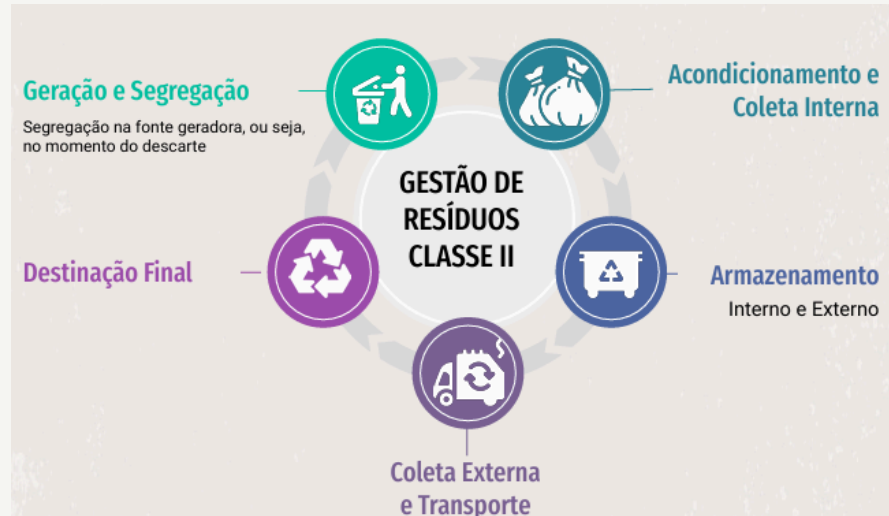 Geração e Segregação
Segregação na fonte geradora, ou seja,
no momento do descarte
Acondicionamento e
Coleta Interna
GESTÃO DE
RESÍDUOS
CLASSE II
Destinação Final
Armazenamento
Interno e Externo
Coleta Externa
e Transporte